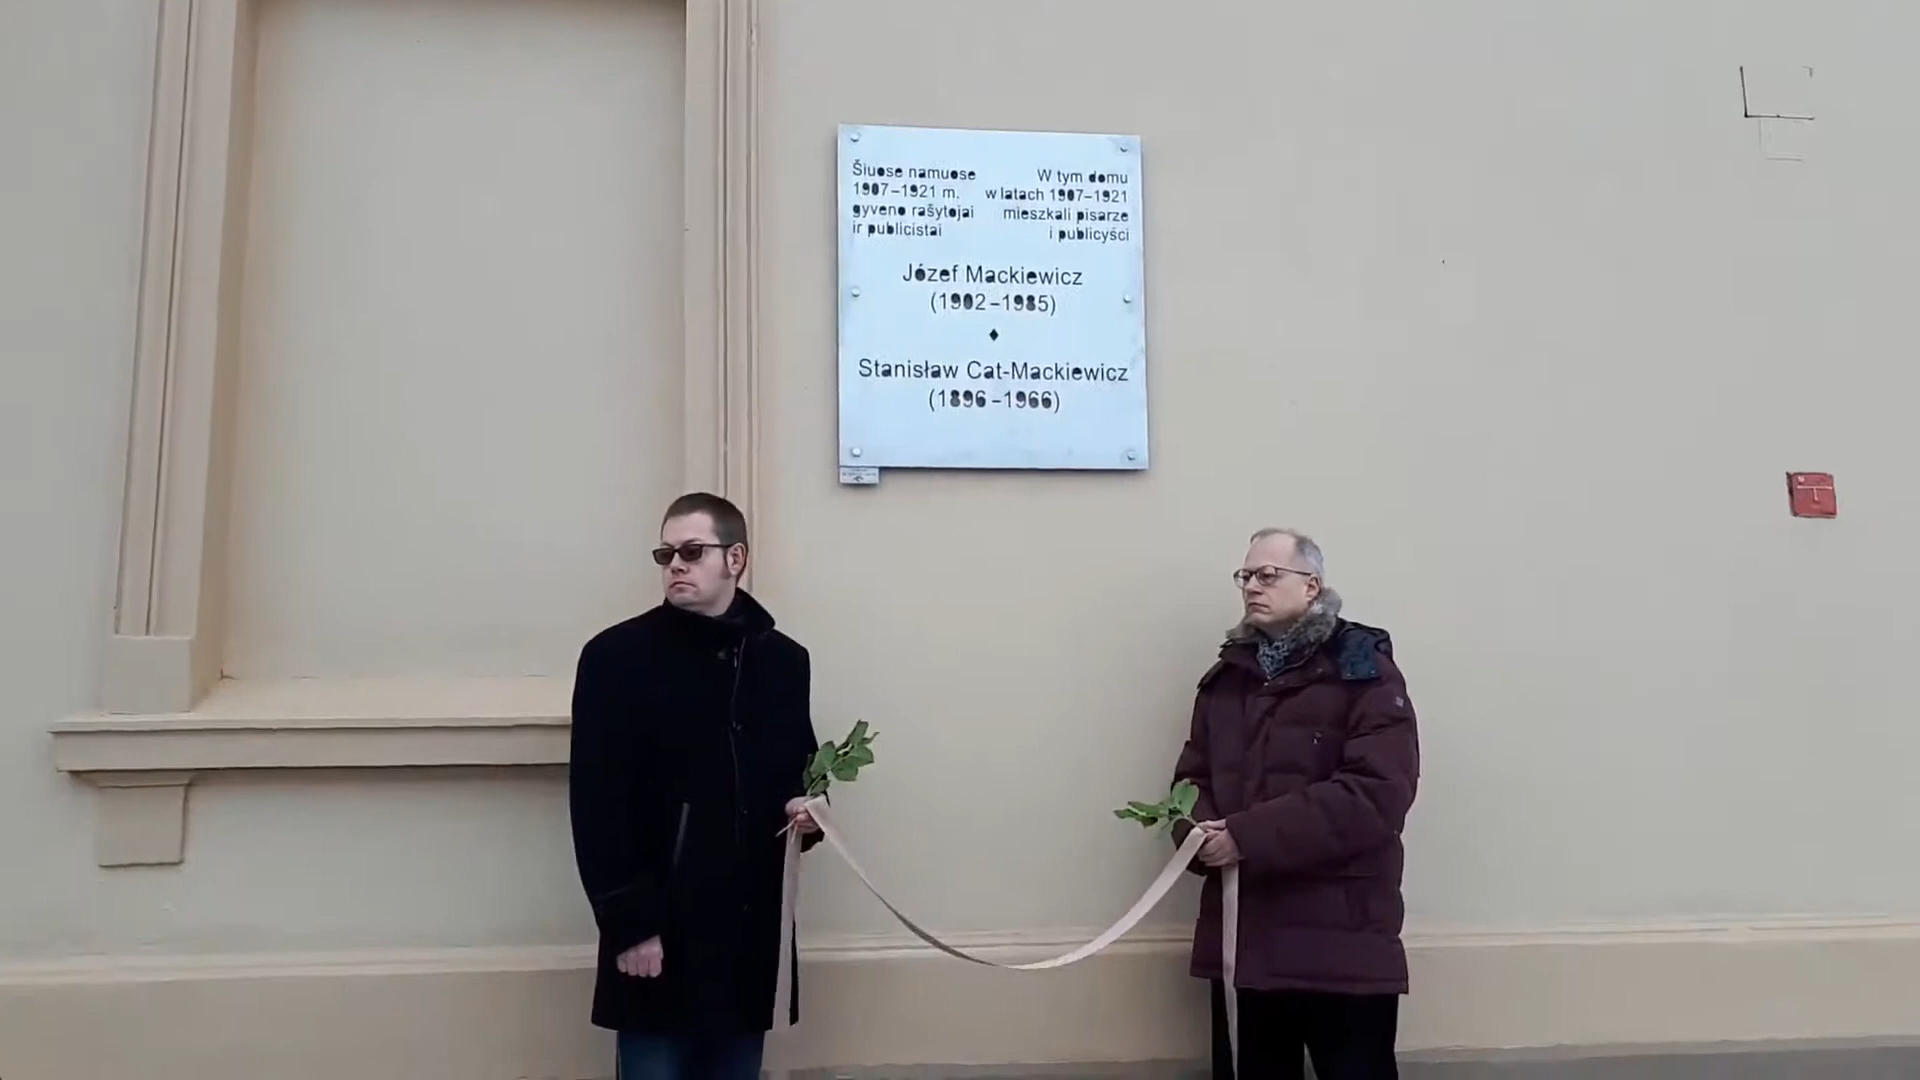 Šiuose namuose
1907–1921 m.
gyveno rašytojai
ir publicistai
W tym domu
w latach 1907–1921
mieszkali pisarze
i publicyści
Józef Mackiewicz
(1902–1985)
♦
Stanisław Cat-Mackiewicz
(1896–1966)